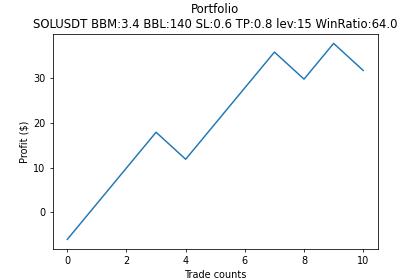 Portfolio
SOLUSDT BBM:3.4 BBL:140 SL:0.6 TP:0.8 lev:15 WinRatio:64.0
Profit ($)
30
20
10
0
0 2 4 6 8 10
Trade counts